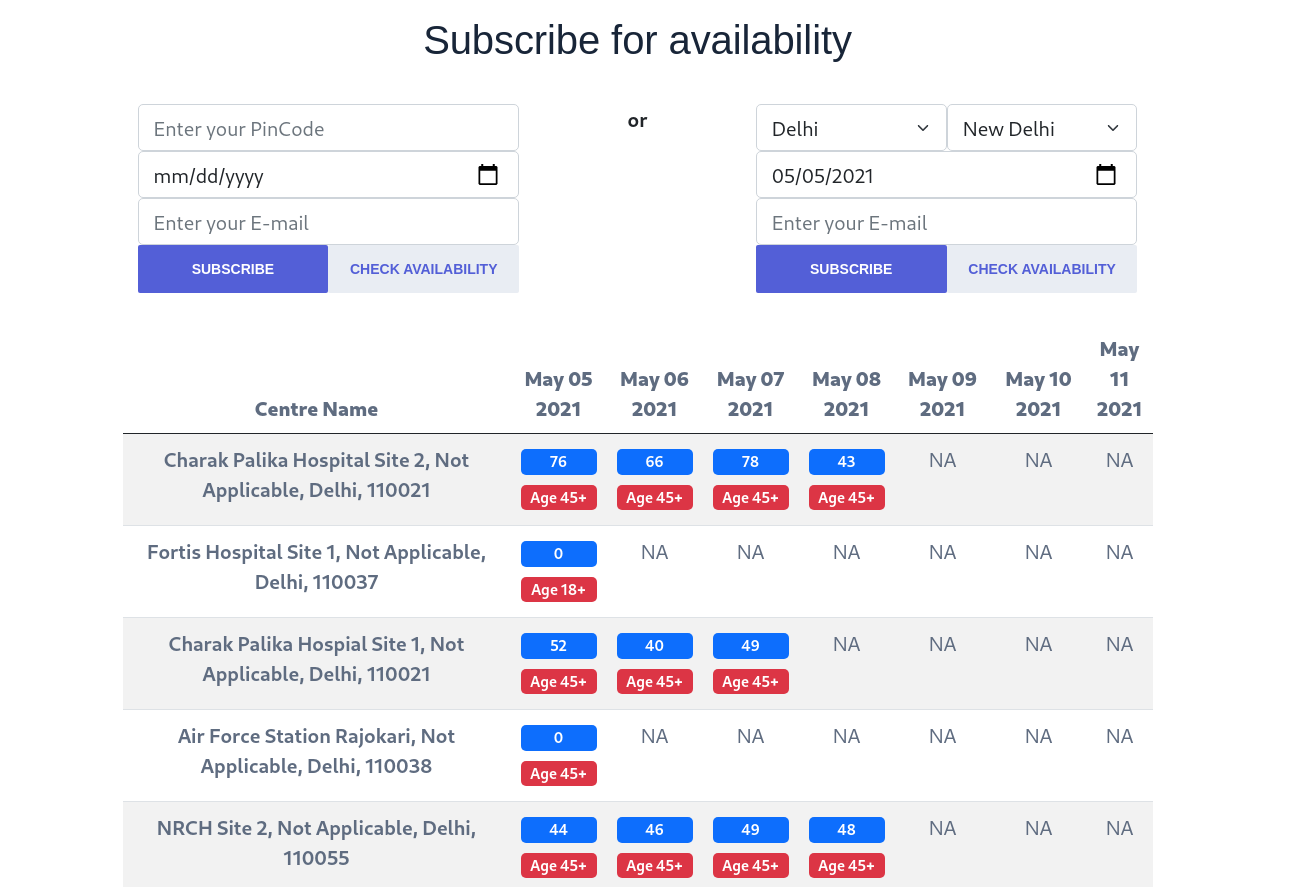 Subscribe for availability
Enter your PinCode
mm/dd/yyyy
Enter your E-mail
SUBSCRIBE CHECK AVAILABILITY
or
Delhi New Delhi
05/05/2021
Enter your E-mail
SUBSCRIBE CHECK AVAILABILITY
Centre Name May 05 2021 May 06 2021 May 07 2021 May 08 2021 May 09 2021 May 10 2021 May 11 2021
Charak Palika Hospital Site 2, Not 76 66 78 43 NA NA NA
Applicable, Delhi, 110021 Age 45+ Age 45+ Age 45+ Age 45+
Fortis Hospital Site 1, Not Applicable, 0 NA NA NA NA NA NA
Delhi, 110037 Age 18+
Charak Palika Hospial Site 1, Not 52 40 49 NA NA NA NA
Applicable, Delhi, 110021 Age 45+ Age 45+ Age 45+
Air Force Station Rajokari, Not 0 NA NA NA NA NA NA
Applicable, Delhi, 110038 Age 45+
NRCH Site 2, Not Applicable, Delhi, 44 46 49 48 NA NA NA
110055 Age 45+ Age 45+ Age 45+ Age 45+